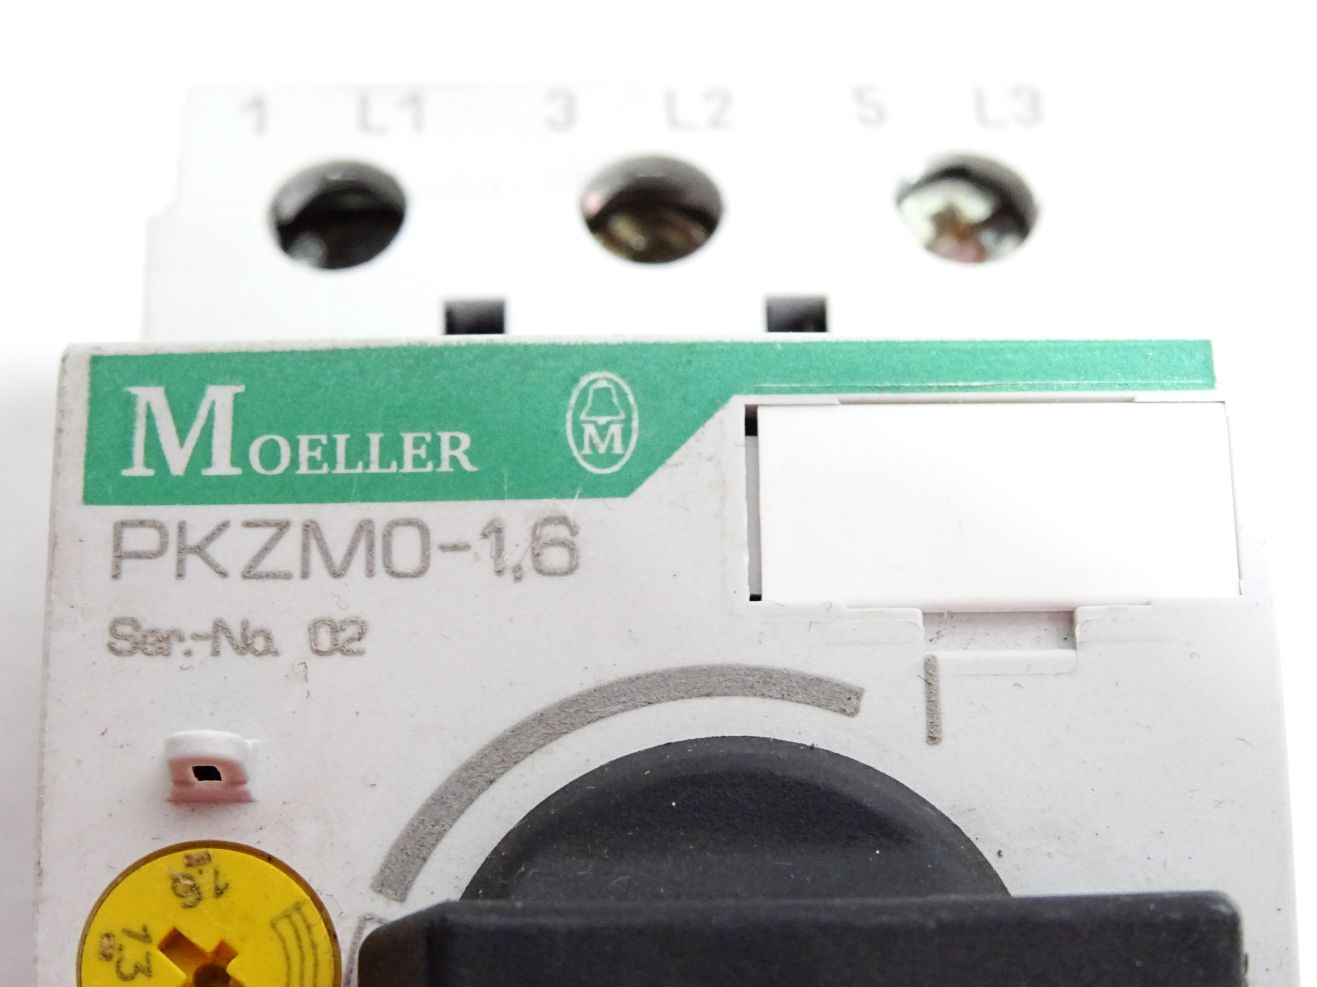 1 L1 3 L2 5 L3
MOELLER M
PKZM0-1,6
Ser.-No. 02
1.6
1.3